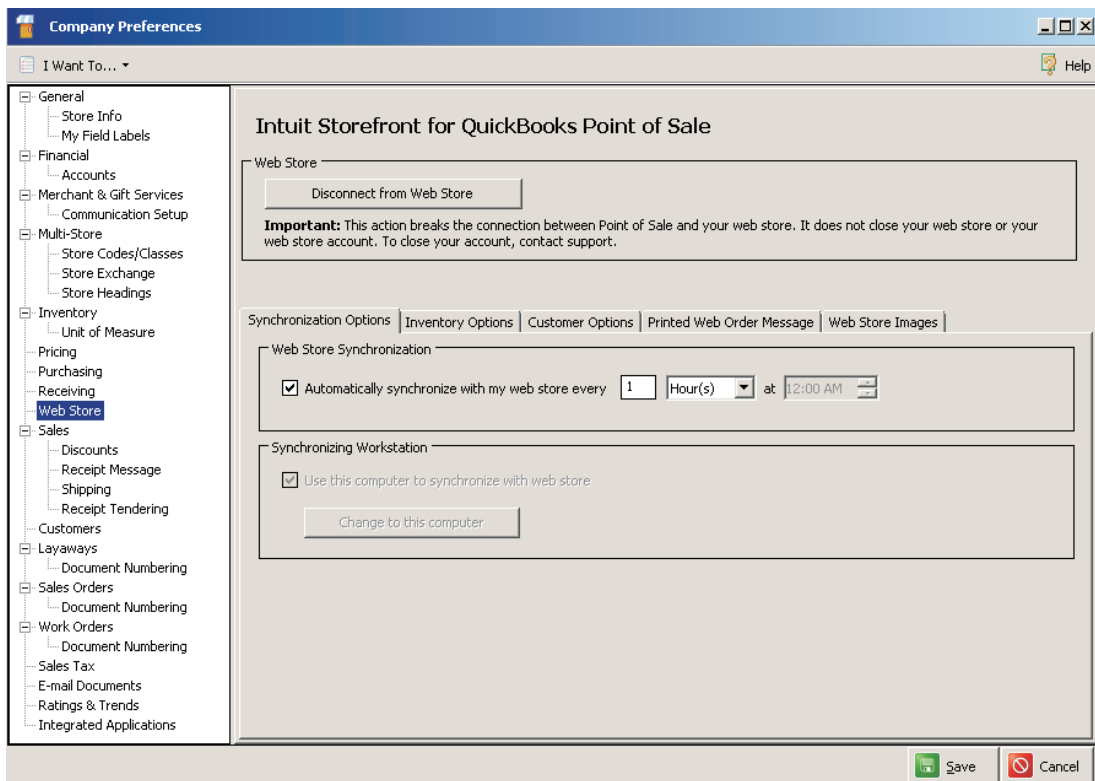 Company Preferences
I Want To...
Help
General
Store Info
My Field Labels
Financial
Accounts
Merchant & Gift Services
Communication Setup
Multi-Store
Store Codes/Classes
Store Exchange
Store Headings
Inventory
Unit of Measure
Pricing
Purchasing
Receiving
Web Store
Sales
Discounts
Receipt Message
Shipping
Receipt Tendering
Customers
Layaways
Document Numbering
Sales Orders
Document Numbering
Work Orders
Document Numbering
Sales Tax
E-mail Documents
Ratings & Trends
Integrated Applications
Intuit Storefront for QuickBooks Point of Sale
Web Store
Disconnect from Web Store
Important: This action breaks the connection between Point of Sale and your web store. It does not close your web store or your
web store account. To close your account, contact support.
Synchronization Options Inventory Options Customer Options Printed Web Order Message Web Store Images
Web Store Synchronization
Automatically synchronize with my web store every 1 Hour(s) at 12:00 AM
Synchronizing Workstation
Use this computer to synchronize with web store
Change to this computer
Save Cancel